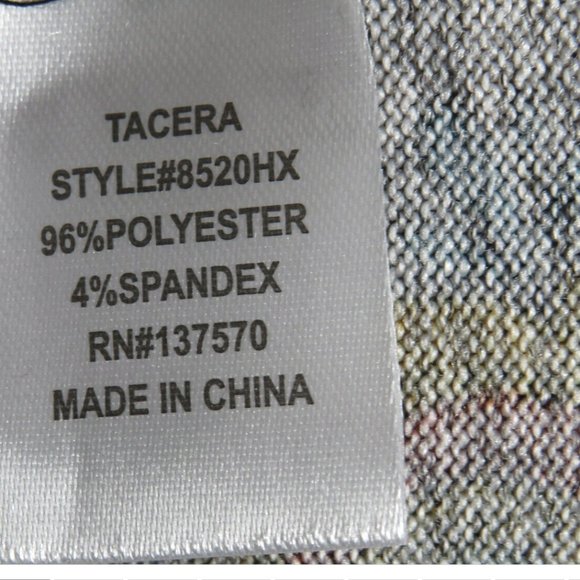 TACERA
STYLE#8520HX
96%POLYESTER
4%SPANDEX
RN#137570
MADE IN CHINA